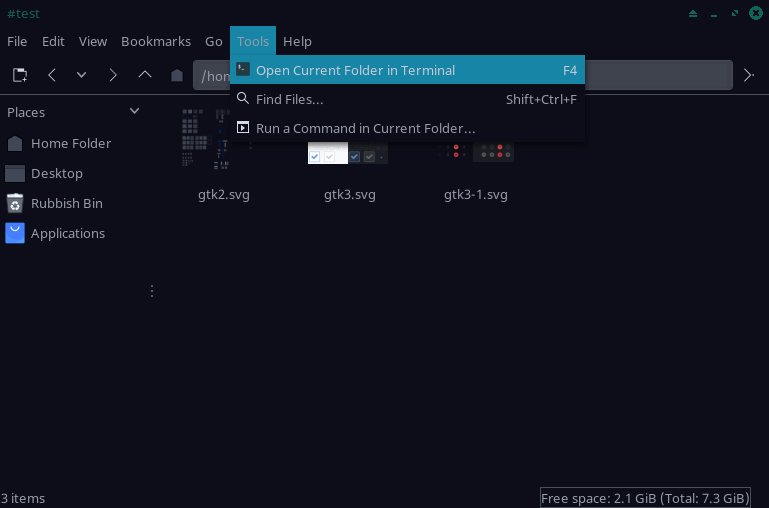 #test
File Edit View Bookmarks Go Tools Help
/hom
Open Current Folder in Terminal F4
Find Files... Shift+Ctrl+F
Run a Command in Current Folder...
Places
Home Folder
Desktop
Rubbish Bin
Applications
gtk2.svg gtk3.svg gtk3-1.svg
3 items Free space: 2.1 GiB (Total: 7.3 GiB)